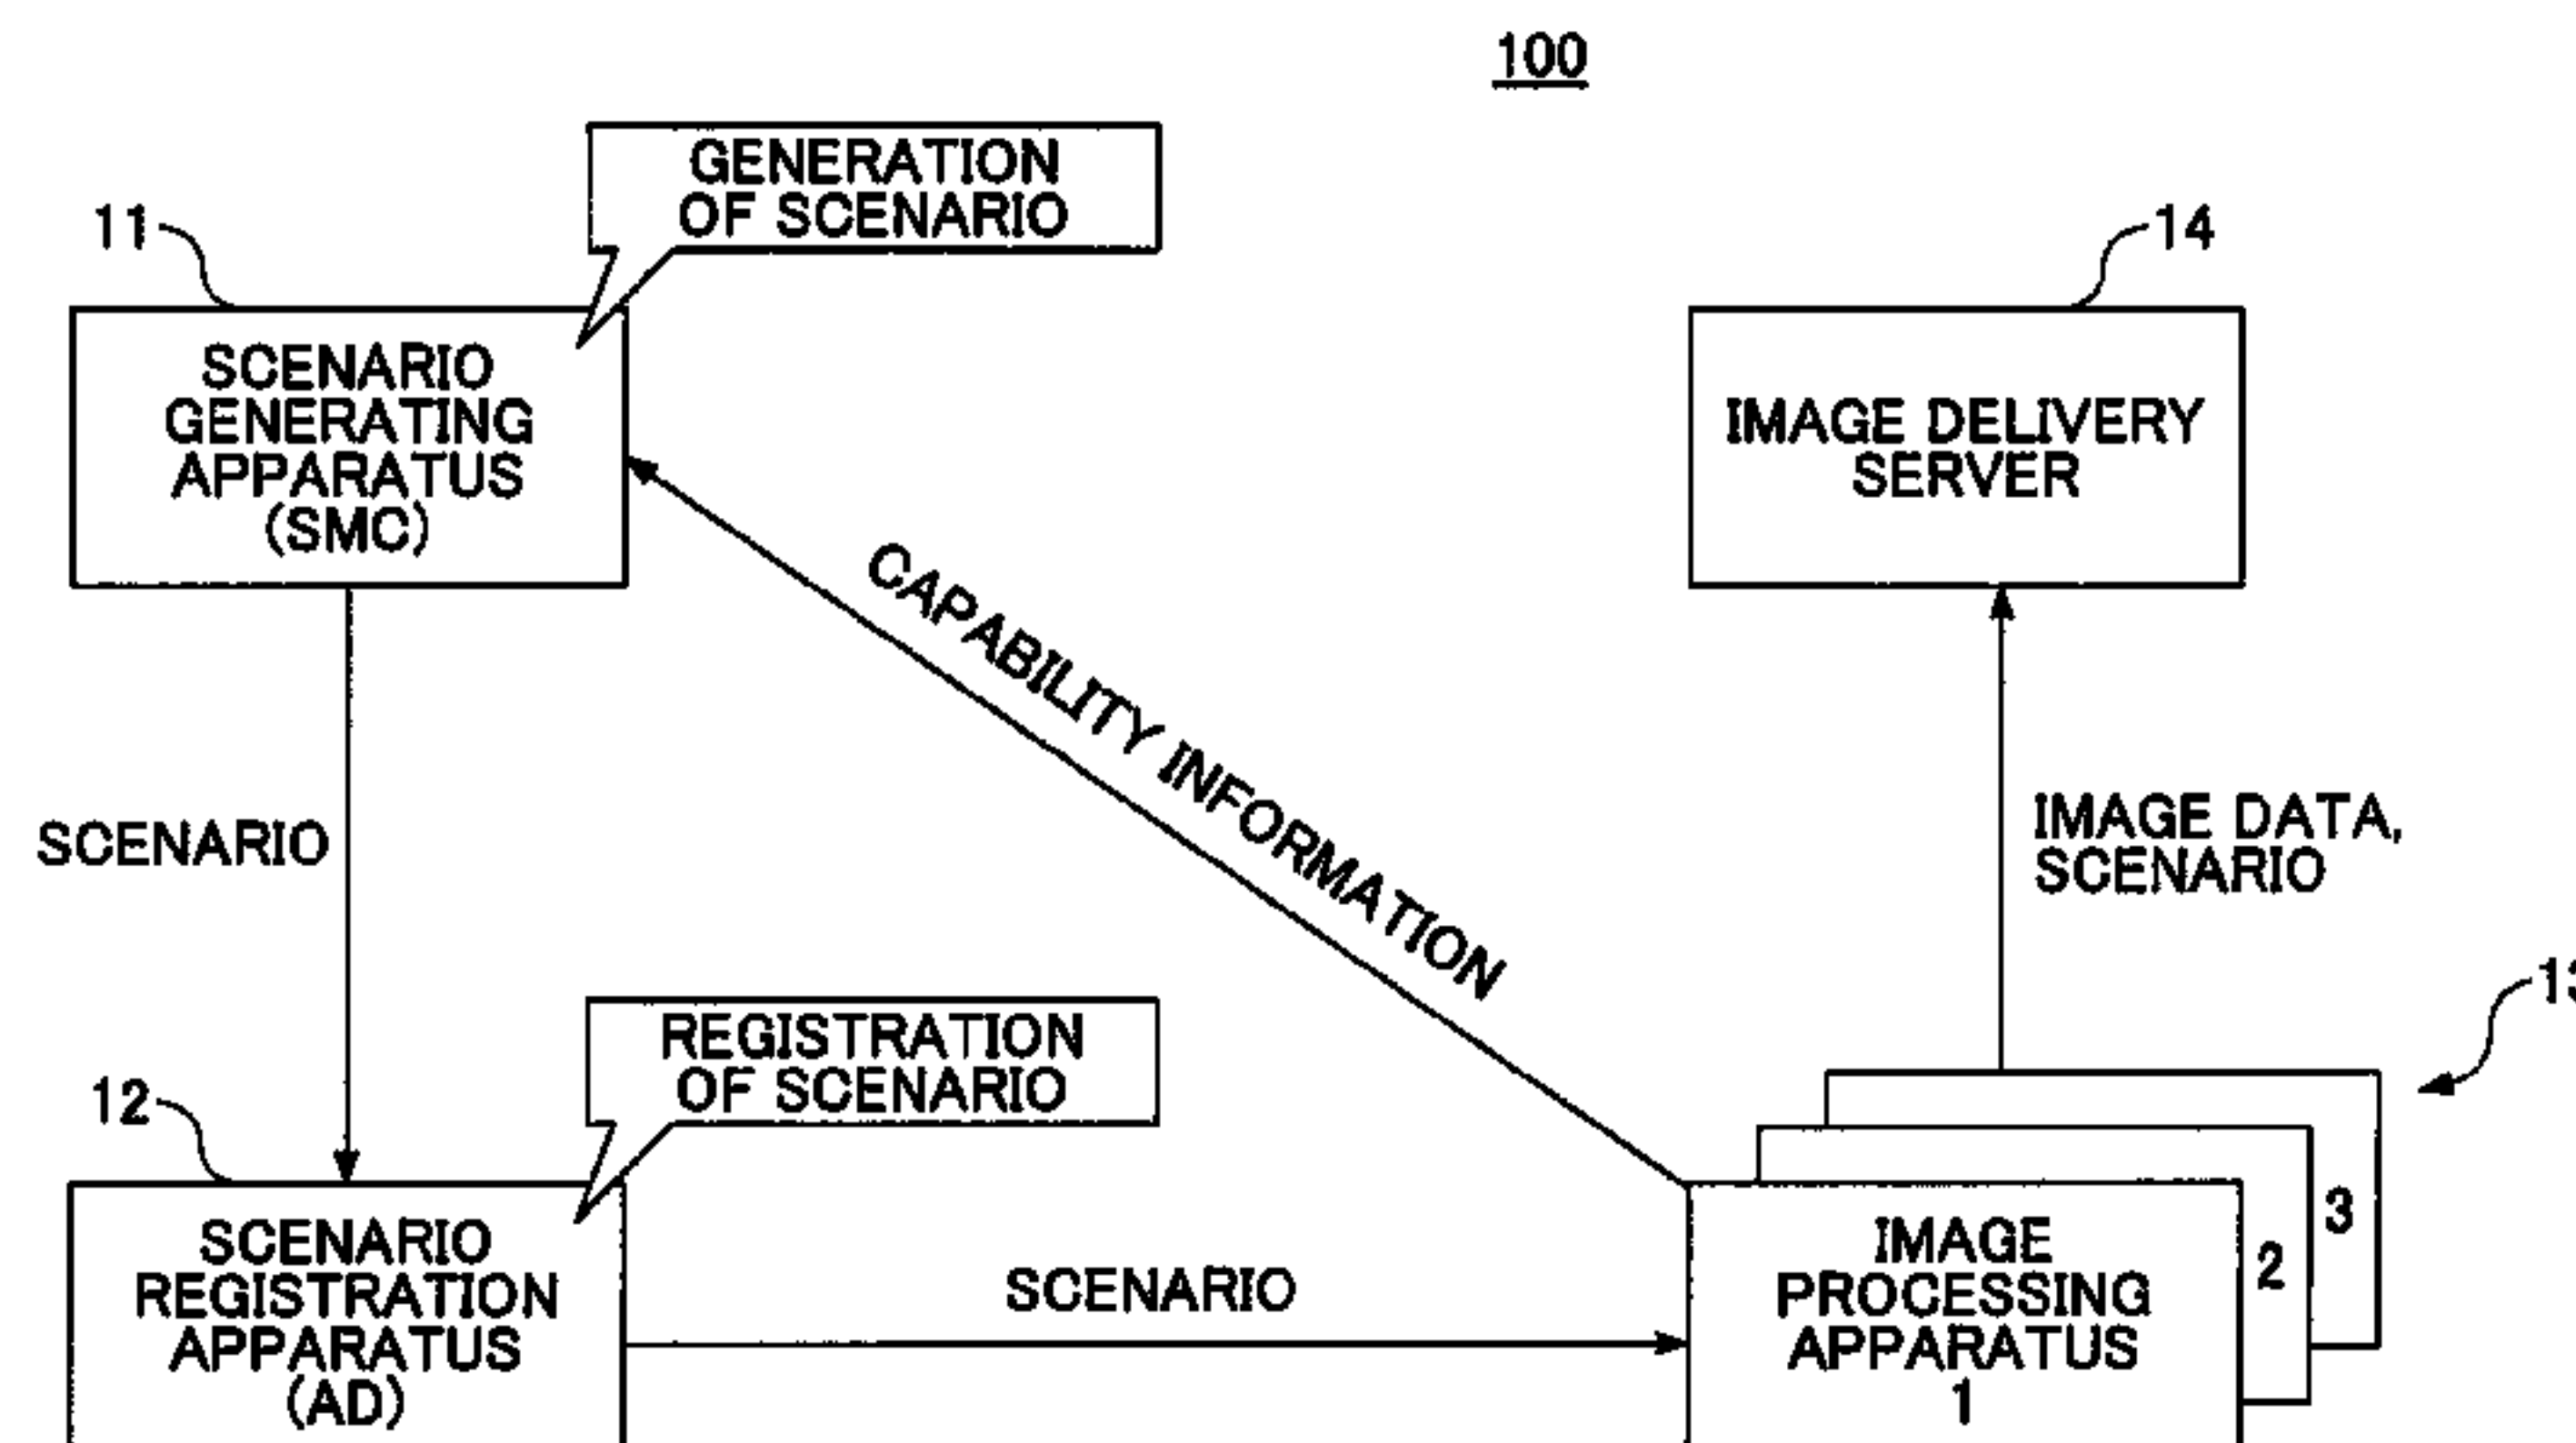 100
GENERATION
OF SCENARIO
11
14
SCENARIO
GENERATING
APPARATUS
(SMC)
IMAGE DELIVERY
SERVER
CAPABILITY INFORMATION
SCENARIO
IMAGE DATA,
SCENARIO
REGISTRATION
OF SCENARIO
12
13
SCENARIO
REGISTRATION
APPARATUS
(AD)
SCENARIO
IMAGE
PROCESSING
APPARATUS
1
2
3